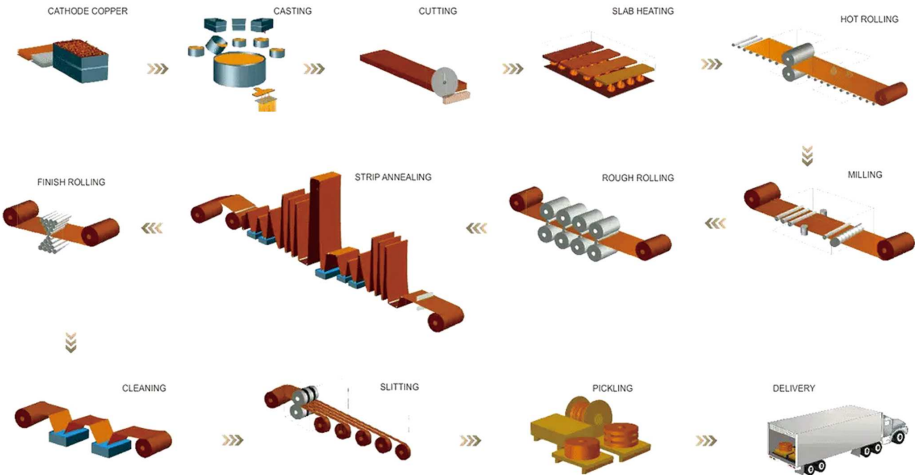 CATHODE COPPER
CASTING
CUTTING
SLAB HEATING
HOT ROLLING
MILLING
ROUGH ROLLING
STRIP ANNEALING
FINISH ROLLING
CLEANING
SLITTING
PICKLING
DELIVERY